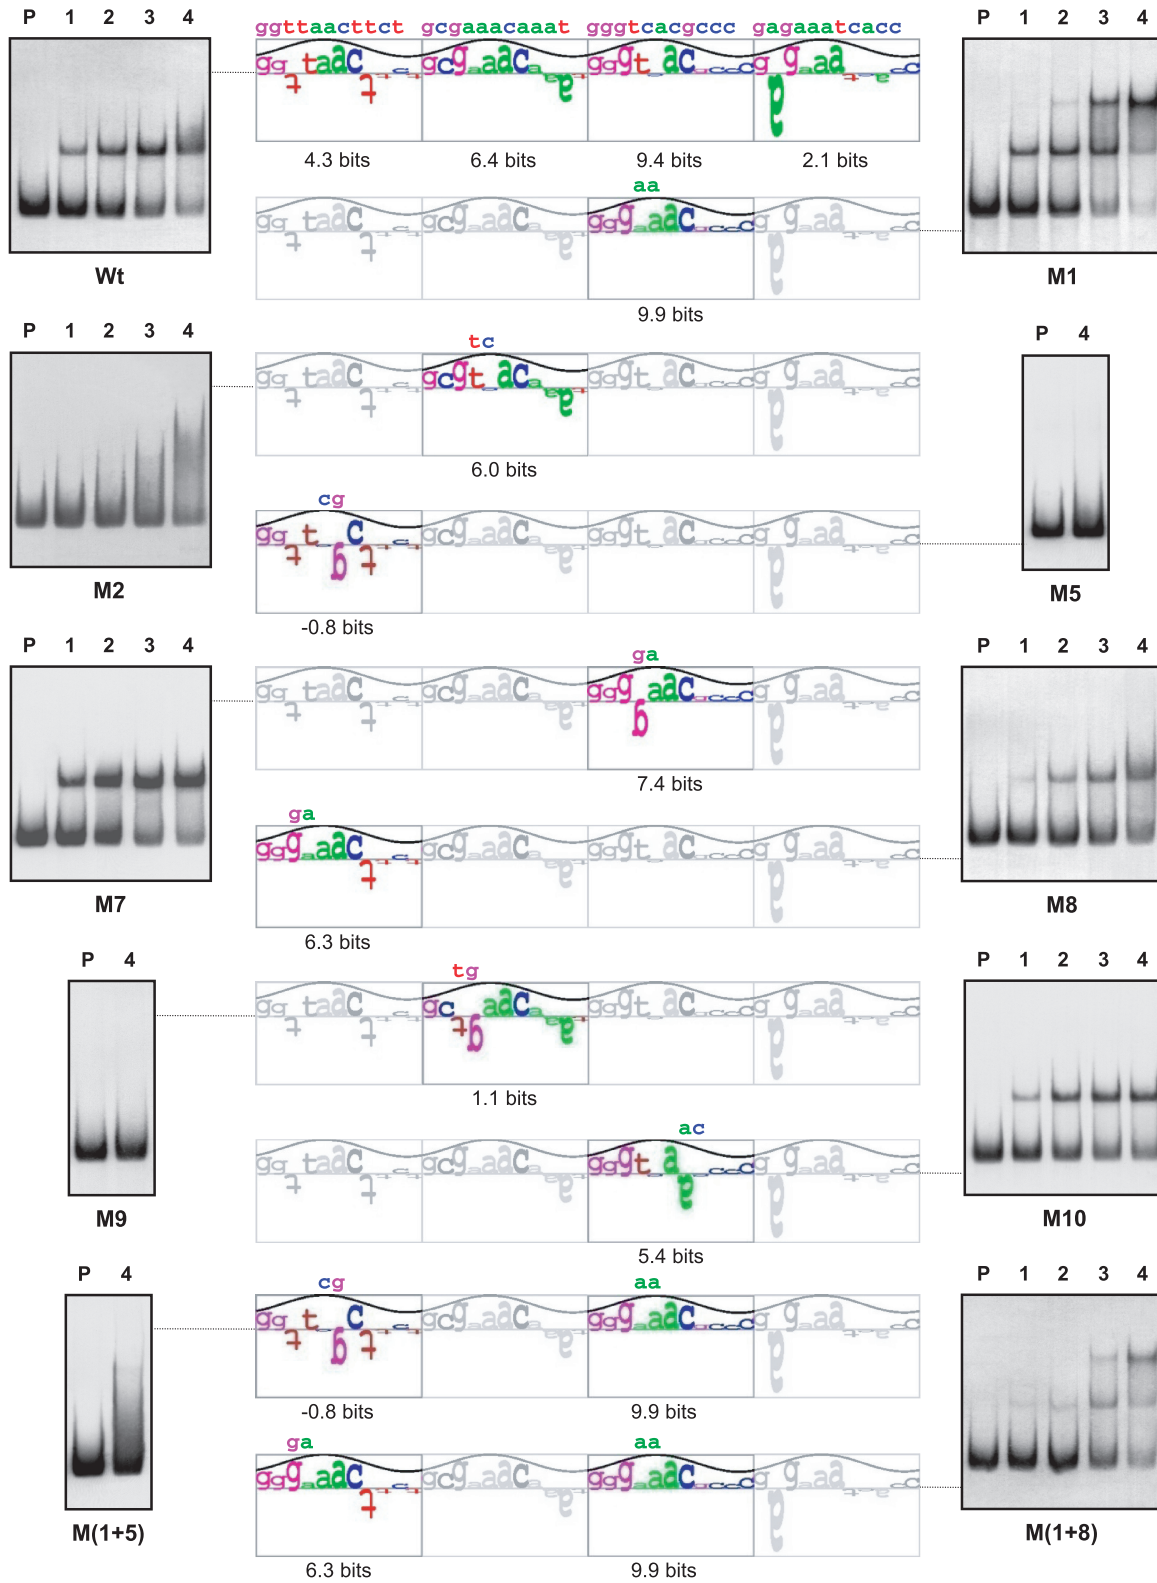 P 1 2 3 4
ggttaacttct gcgaaacaaat gggtcacgccc gagaaatcacc
P 1 2 3 4
4.3 bits 6.4 bits 9.4 bits 2.1 bits
aa
Wt
M1
9.9 bits
P 1 2 3 4
tc
P 4
6.0 bits
cg
M2
M5
-0.8 bits
P 1 2 3 4
ga
P 1 2 3 4
7.4 bits
ga
M7
M8
6.3 bits
P 4
tg
P 1 2 3 4
1.1 bits
ac
M9
M10
5.4 bits
P 4
cg aa
P 1 2 3 4
-0.8 bits 9.9 bits
ga aa
M(1+5)
M(1+8)
6.3 bits 9.9 bits